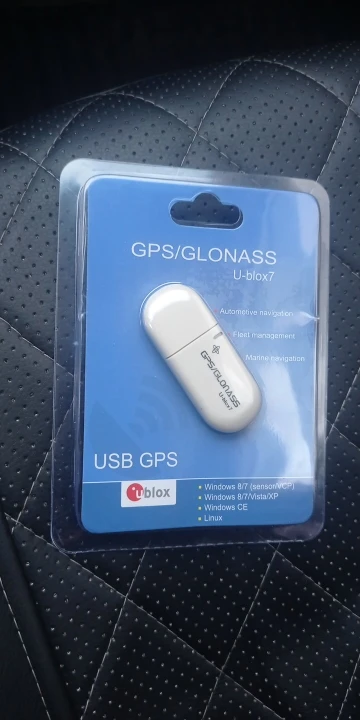 GPS/GLONASS
U-blox7
Automotive navigation
Fleet management
Marine navigation
GPS/GLONASS
U-blox7
USB GPS
ublox
Windows 8/7 (sensor/VCP)
Windows 8/7/Vista/XP
Windows CE
Linux